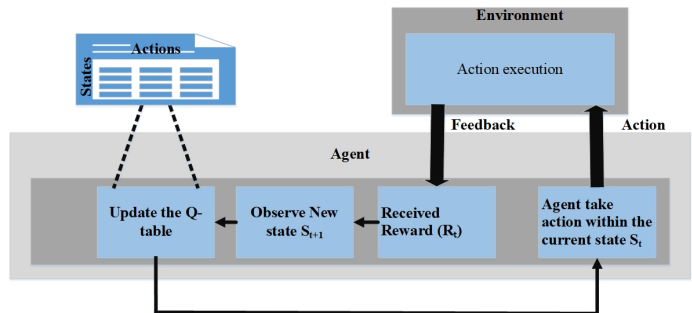 Environment
Actions
States
Action execution
Feedback
Action
Agent
Update the Q-
table
Observe New
state St+1
Received
Reward (Rt)
Agent take
action within the
current state St